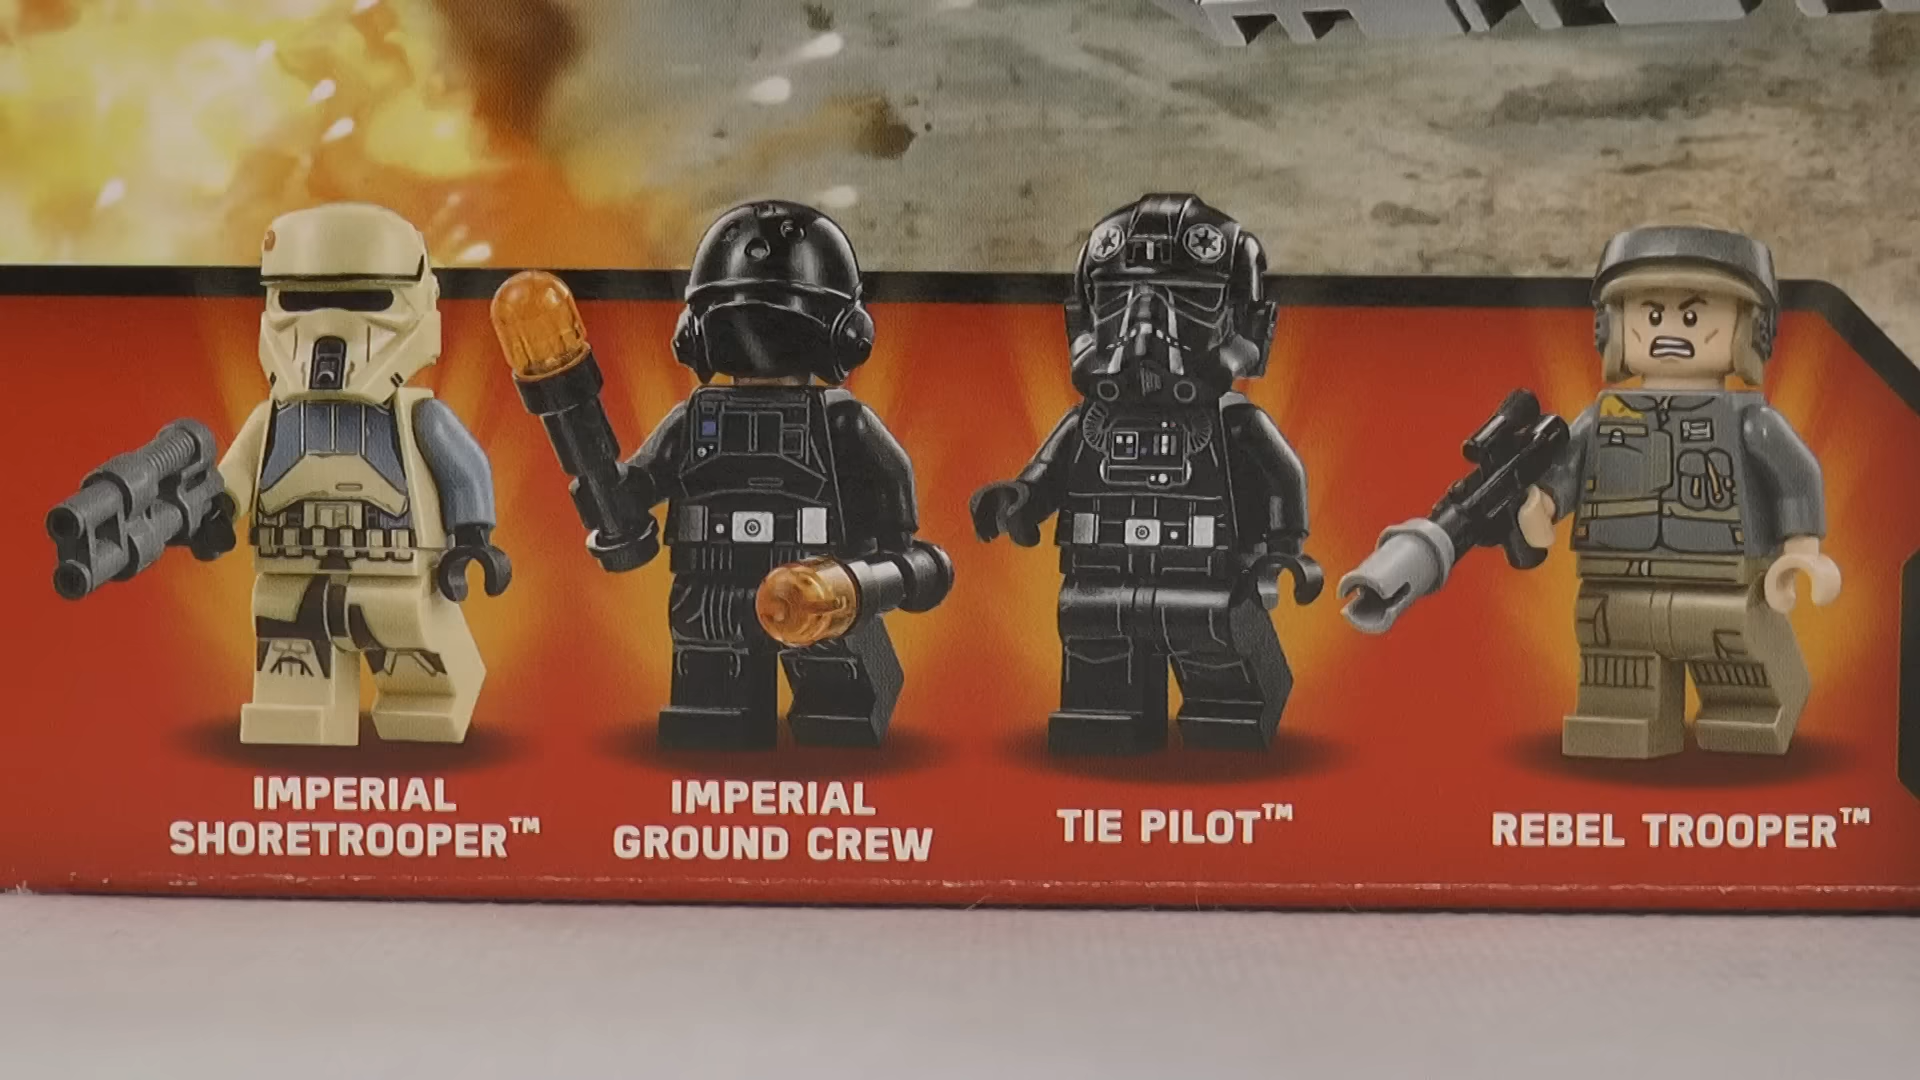 IMPERIAL
SHORETROOPER™
IMPERIAL
GROUND CREW
TIE PILOT™
REBEL TROOPER™